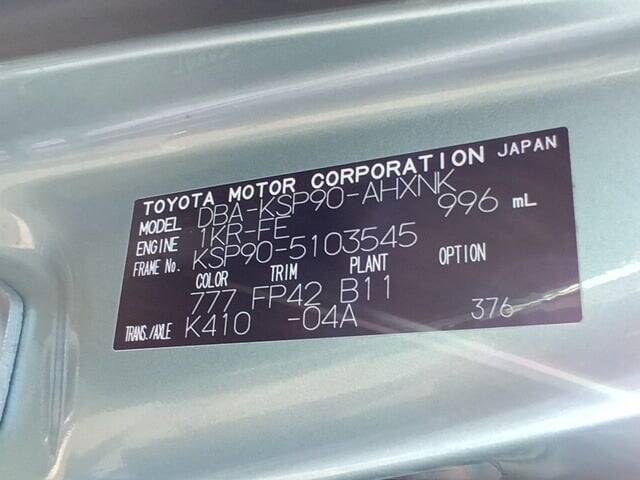 TOYOTA MOTOR CORPORATION JAPAN
MODEL DBA-KSP90-AHXNK
ENGINE 1KR-FE 996 mL
FRAME No. KSP90-5103545
COLOR TRIM PLANT OPTION
777 FP42 B11
TRANS./AXLE K410 -04A 376